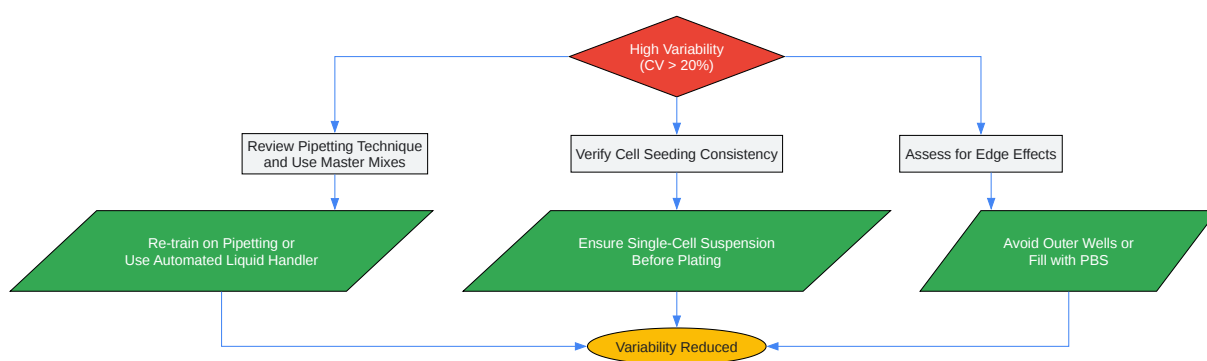 High Variability
(CV > 20%)
Review Pipetting Technique
and Use Master Mixes
Verify Cell Seeding Consistency
Assess for Edge Effects
Re-train on Pipetting or
Use Automated Liquid Handler
Ensure Single-Cell Suspension
Before Plating
Avoid Outer Wells or
Fill with PBS
Variability Reduced